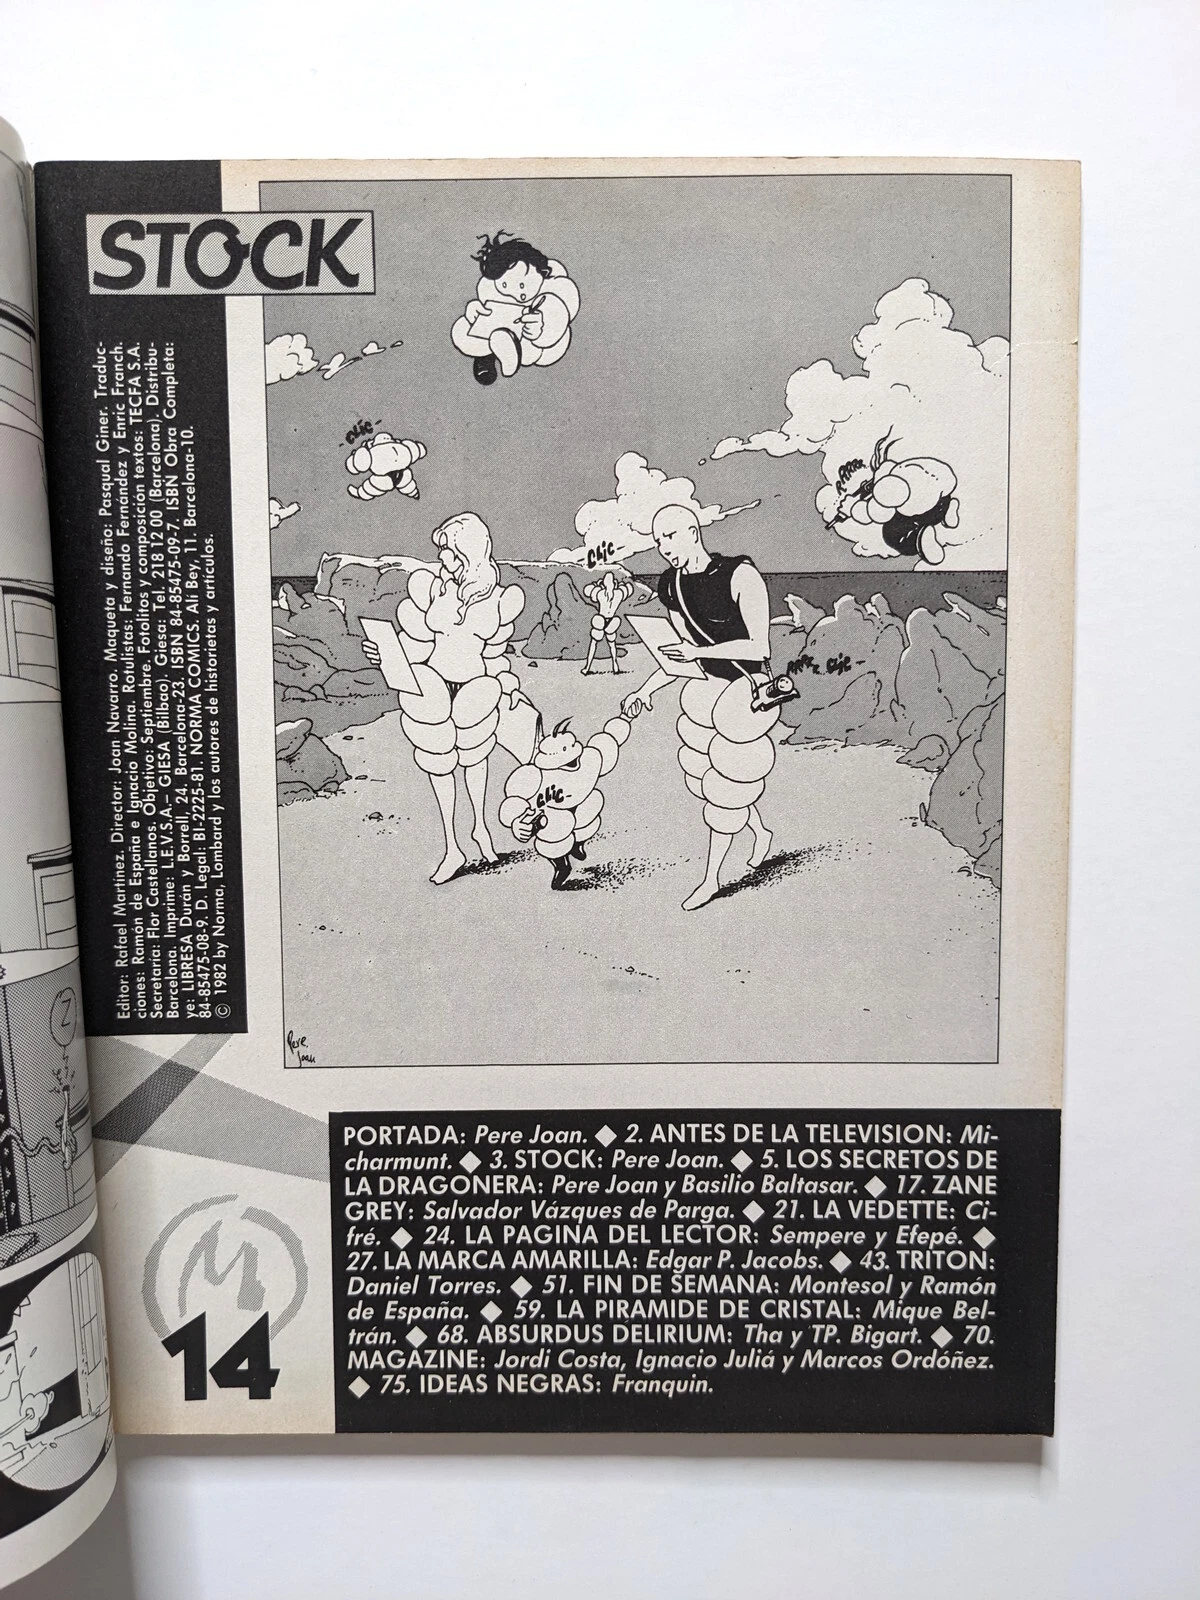 STOCK
Editor: Rafael Martínez. Director: Joan Navarro. Maqueta y diseño: Pasqual Giner. Traduc-
ciones: Ramón de España e Ignacio Molina. Rotulistas: Fernando Fernández y Enric Franch.
Secretaria: Flor Castellanos. Objetivo: Septiembre. Fotolitos y composición textos: TECFA S.A.
Barcelona. Imprime: L.E.V.S.A.– GIESA (Bilbao). Giesa: Tel. 218 12 00 (Barcelona). Distribu-
ye: LIBRESA Durán y Borrell, 24. Barcelona-23. ISBN 84-85475-09-7. ISBN Obra Completa:
84-85475-08-9. D. Legal: BI-2225-81. NORMA COMICS. Alí Bey, 11. Barcelona-10.
© 1982 by Norma, Lombard y los autores de historietas y artículos.
-CLIC-
RRRR
CLIC-
RRRR CLIC-
CLIC-
Pere
Joan
Z
M
14
PORTADA: Pere Joan. ◆ 2. ANTES DE LA TELEVISION: Mi-
charmunt. ◆ 3. STOCK: Pere Joan. ◆ 5. LOS SECRETOS DE
LA DRAGONERA: Pere Joan y Basilio Baltasar. ◆ 17. ZANE
GREY: Salvador Vázques de Parga. ◆ 21. LA VEDETTE: Ci-
fré. ◆ 24. LA PAGINA DEL LECTOR: Sempere y Efepé. ◆
27. LA MARCA AMARILLA: Edgar P. Jacobs. ◆ 43. TRITON:
Daniel Torres. ◆ 51. FIN DE SEMANA: Montesol y Ramón
de España. ◆ 59. LA PIRAMIDE DE CRISTAL: Mique Bel-
trán. ◆ 68. ABSURDUS DELIRIUM: Tha y TP. Bigart. ◆ 70.
MAGAZINE: Jordi Costa, Ignacio Juliá y Marcos Ordóñez.
◆ 75. IDEAS NEGRAS: Franquin.